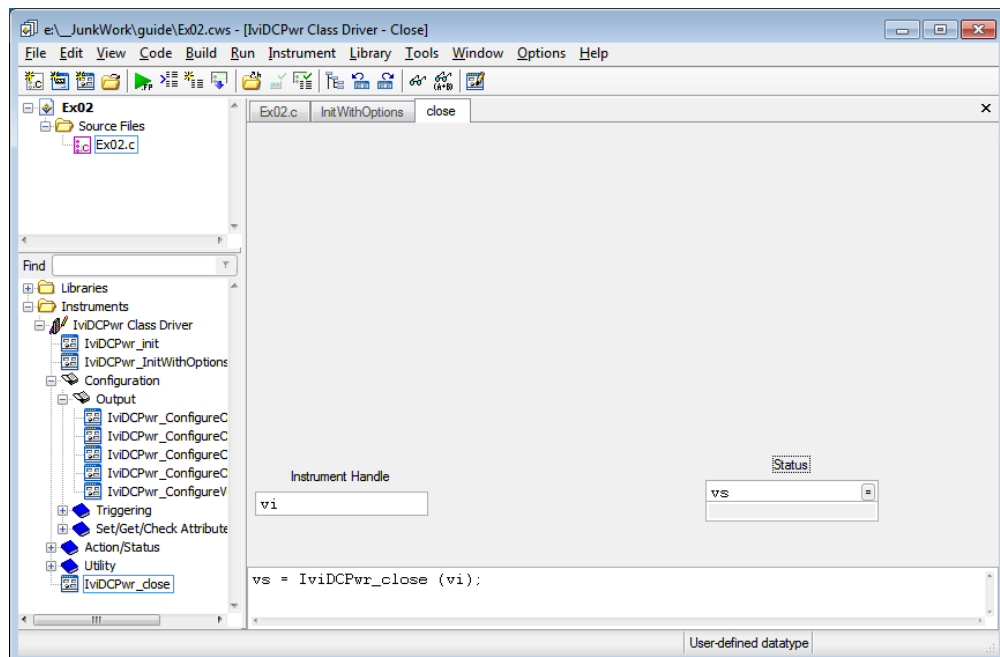 e:\__JunkWork\guide\Ex02.cws - [IviDCPwr Class Driver - Close]
File Edit View Code Build Run Instrument Library Tools Window Options Help
Ex02
Source Files
Ex02.c
Ex02.c InitWithOptions close
Find
Libraries
Instruments
IviDCPwr Class Driver
IviDCPwr_init
IviDCPwr_InitWithOptions
Configuration
Output
IviDCPwr_ConfigureC
IviDCPwr_ConfigureC
IviDCPwr_ConfigureC
IviDCPwr_ConfigureC
IviDCPwr_ConfigureV
Triggering
Set/Get/Check Attribute
Action/Status
Utility
IviDCPwr_close
Instrument Handle
vi
Status
vs
vs = IviDCPwr_close (vi);
User-defined datatype